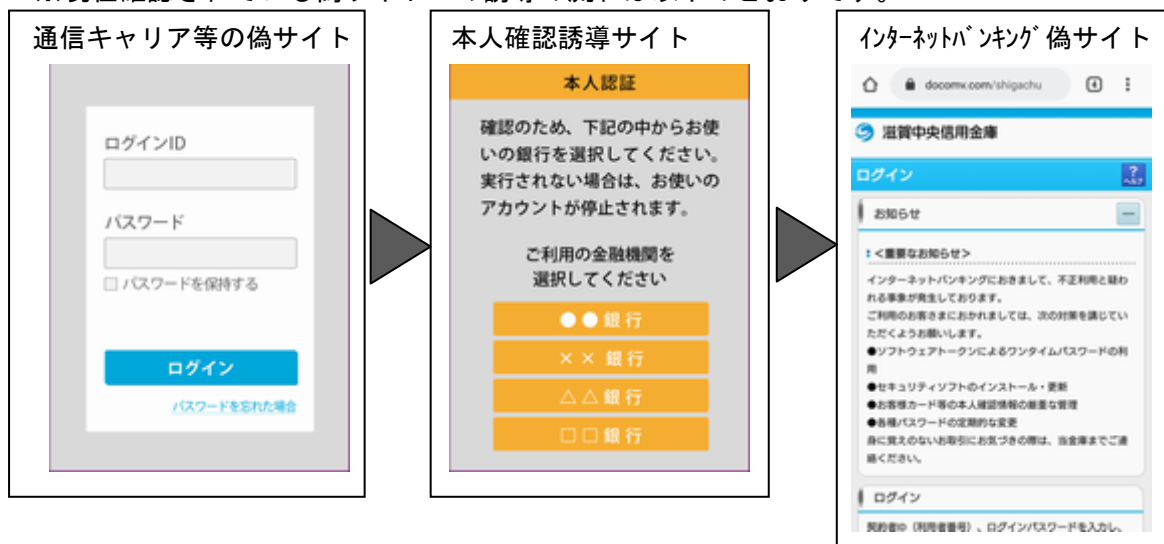 通信キャリア等の偽サイト
ログインID
パスワード
パスワードを保持する
ログイン
パスワードを忘れた場合
本人確認誘導サイト
本人認証
確認のため、下記の中からお使
いの銀行を選択してください。
実行されない場合は、お使いの
アカウントが停止されます。
ご利用の金融機関を
選択してください
●●銀行
×× 銀行
△△銀行
□□銀行
ｲﾝﾀｰﾈｯﾄﾊﾞﾝｷﾝｸﾞ偽サイト
docomv.com/shigachu
滋賀中央信用金庫
ログイン
?
ヘルプ
お知らせ
<重要なお知らせ>
インターネットバンキングにおきまして、不正利用と疑わ
れる事象が発生しております。
ご利用のお客さまにおかれましては、次の対策を講じてい
ただくようお願いします。
●ソフトウェアトークンによるワンタイムパスワードの利
用
●セキュリティソフトのインストール・更新
●お客様カード等の本人確認情報の厳重な管理
●各種パスワードの定期的な変更
身に覚えのないお取引にお気づきの際は、当金庫までご連
絡ください。
ログイン
契約者ID（利用者番号）、ログインパスワードを入力し、